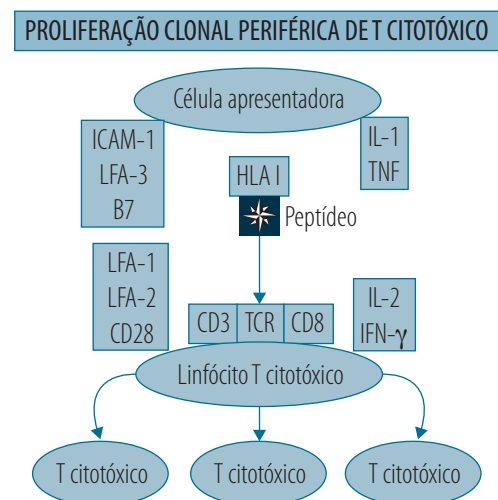 PROLIFERAÇÃO CLONAL PERIFÉRICA DE T CITOTÓXICO
Célula apresentadora
ICAM-1
LFA-3
B7
IL-1
TNF
HLA I
Peptídeo
LFA-1
LFA-2
CD28
CD3 TCR CD8
IL-2
IFN-γ
Linfócito T citotóxico
T citotóxico
T citotóxico
T citotóxico